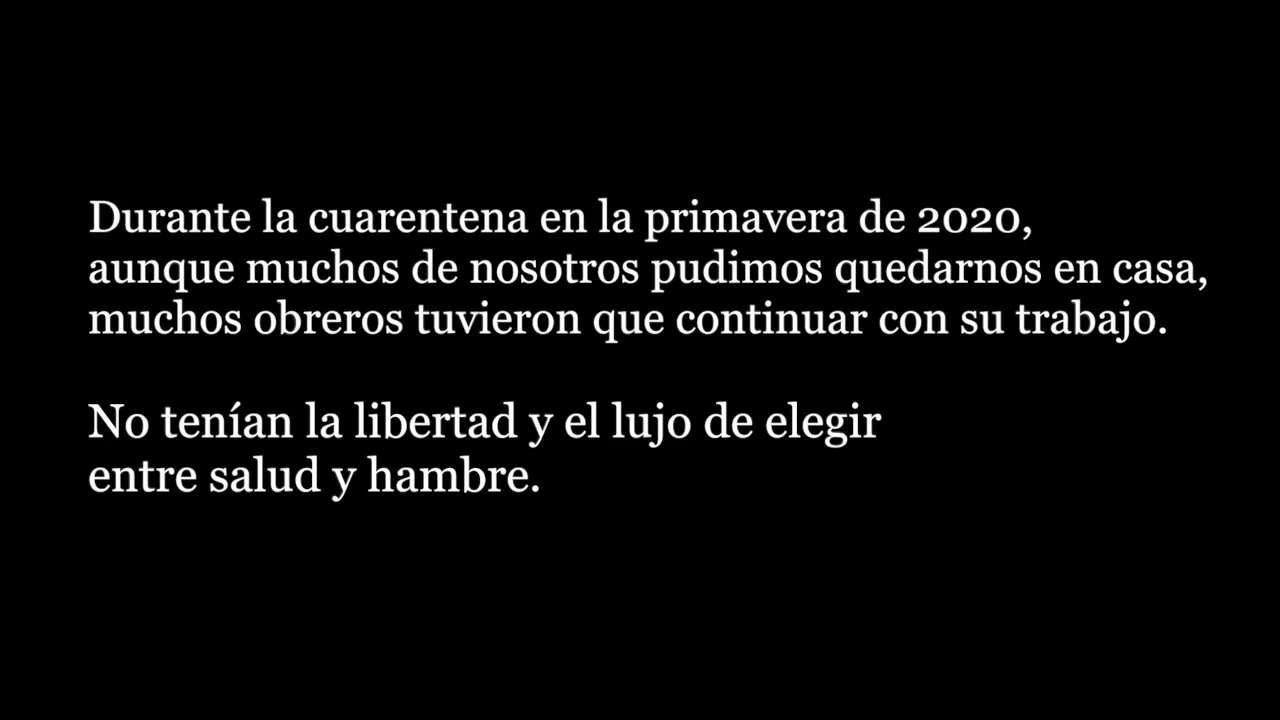 Durante la cuarentena en la primavera de 2020,
aunque muchos de nosotros pudimos quedarnos en casa,
muchos obreros tuvieron que continuar con su trabajo.
No tenían la libertad y el lujo de elegir
entre salud y hambre.